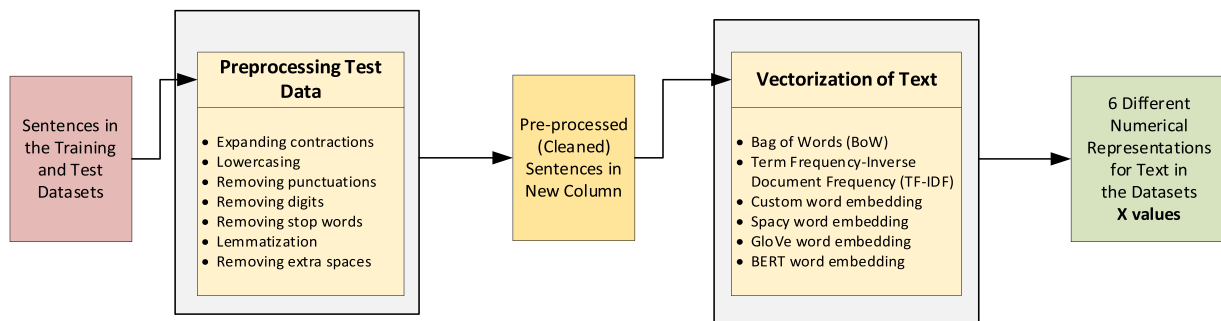 Sentences in
the Training
and Test
Datasets
Preprocessing Test
Data
• Expanding contractions
• Lowercasing
• Removing punctuations
• Removing digits
• Removing stop words
• Lemmatization
• Removing extra spaces
Pre-processed
(Cleaned)
Sentences in
New Column
Vectorization of Text
• Bag of Words (BoW)
• Term Frequency-Inverse
Document Frequency (TF-IDF)
• Custom word embedding
• Spacy word embedding
• GloVe word embedding
• BERT word embedding
6 Different
Numerical
Representations
for Text in
the Datasets
X values